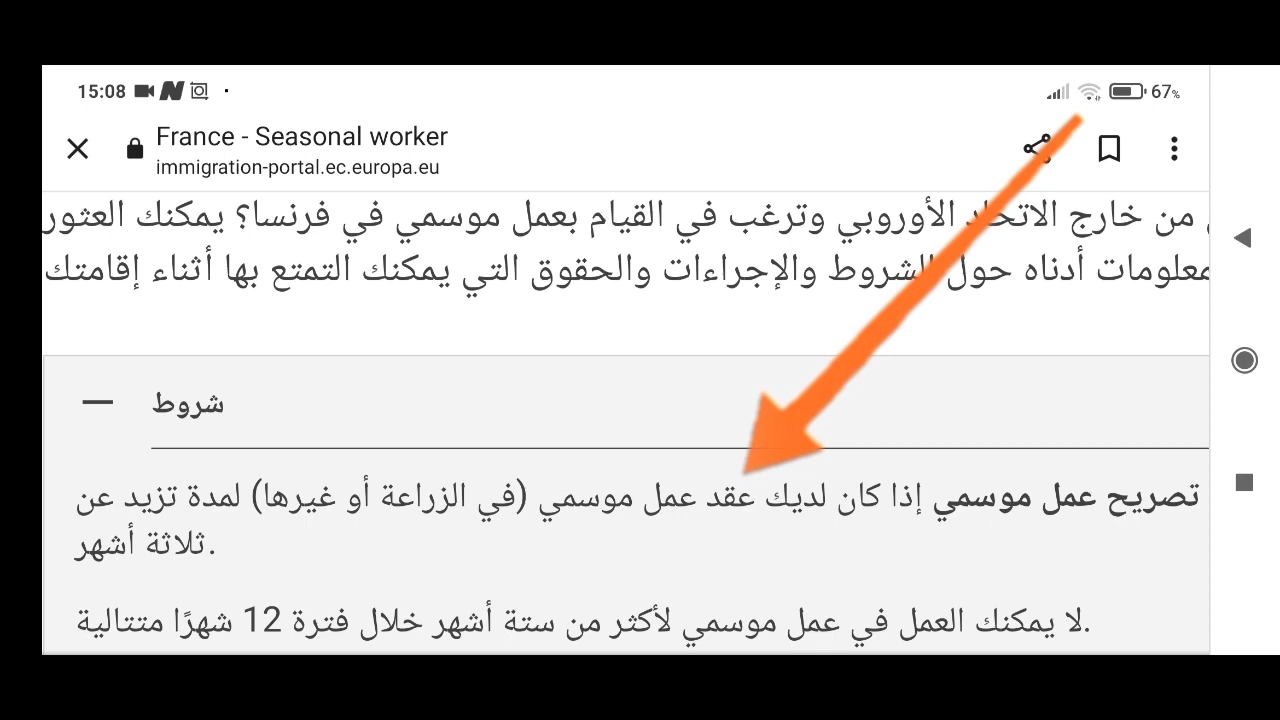 15:08
67%
France - Seasonal worker
immigration-portal.ec.europa.eu
من خارج الاتحاد الأوروبي وترغب في القيام بعمل موسمي في فرنسا؟ يمكنك العثور
معلومات أدناه حول الشروط والإجراءات والحقوق التي يمكنك التمتع بها أثناء إقامتك
شروط
تصريح عمل موسمي إذا كان لديك عقد عمل موسمي (في الزراعة أو غيرها) لمدة تزيد عن
ثلاثة أشهر.
لا يمكنك العمل في عمل موسمي لأكثر من ستة أشهر خلال فترة 12 شهرًا متتالية.